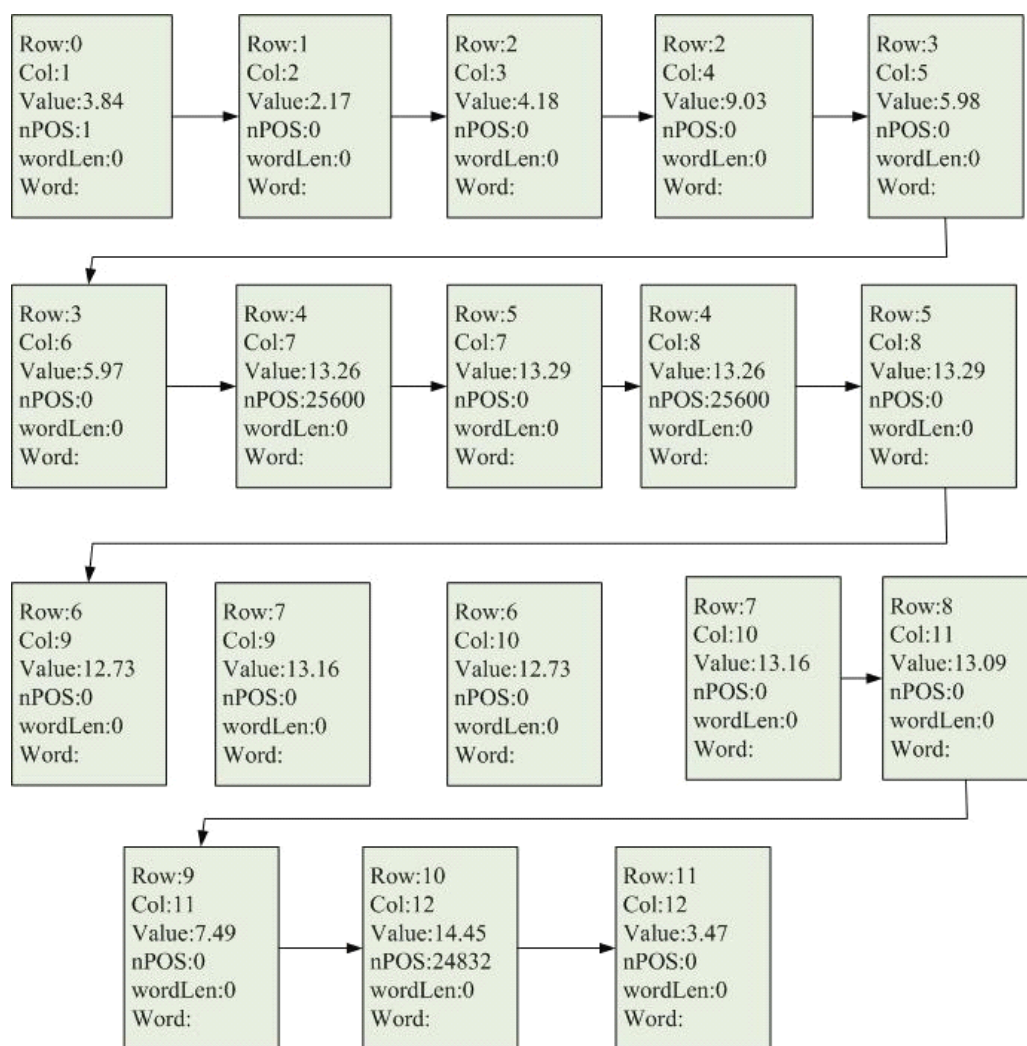 Row:0
Col:1
Value:3.84
nPOS:1
wordLen:0
Word:
Row:1
Col:2
Value:2.17
nPOS:0
wordLen:0
Word:
Row:2
Col:3
Value:4.18
nPOS:0
wordLen:0
Word:
Row:2
Col:4
Value:9.03
nPOS:0
wordLen:0
Word:
Row:3
Col:5
Value:5.98
nPOS:0
wordLen:0
Word:
Row:3
Col:6
Value:5.97
nPOS:0
wordLen:0
Word:
Row:4
Col:7
Value:13.26
nPOS:25600
wordLen:0
Word:
Row:5
Col:7
Value:13.29
nPOS:0
wordLen:0
Word:
Row:4
Col:8
Value:13.26
nPOS:25600
wordLen:0
Word:
Row:5
Col:8
Value:13.29
nPOS:0
wordLen:0
Word:
Row:6
Col:9
Value:12.73
nPOS:0
wordLen:0
Word:
Row:7
Col:9
Value:13.16
nPOS:0
wordLen:0
Word:
Row:6
Col:10
Value:12.73
nPOS:0
wordLen:0
Word:
Row:7
Col:10
Value:13.16
nPOS:0
wordLen:0
Word:
Row:8
Col:11
Value:13.09
nPOS:0
wordLen:0
Word:
Row:9
Col:11
Value:7.49
nPOS:0
wordLen:0
Word:
Row:10
Col:12
Value:14.45
nPOS:24832
wordLen:0
Word:
Row:11
Col:12
Value:3.47
nPOS:0
wordLen:0
Word: